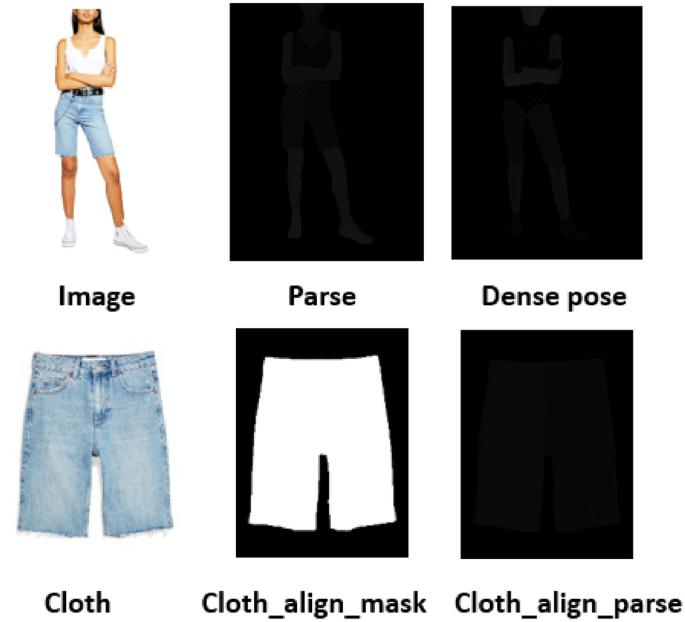 Image
Parse
Dense pose
Cloth
Cloth_align_mask
Cloth_align_parse